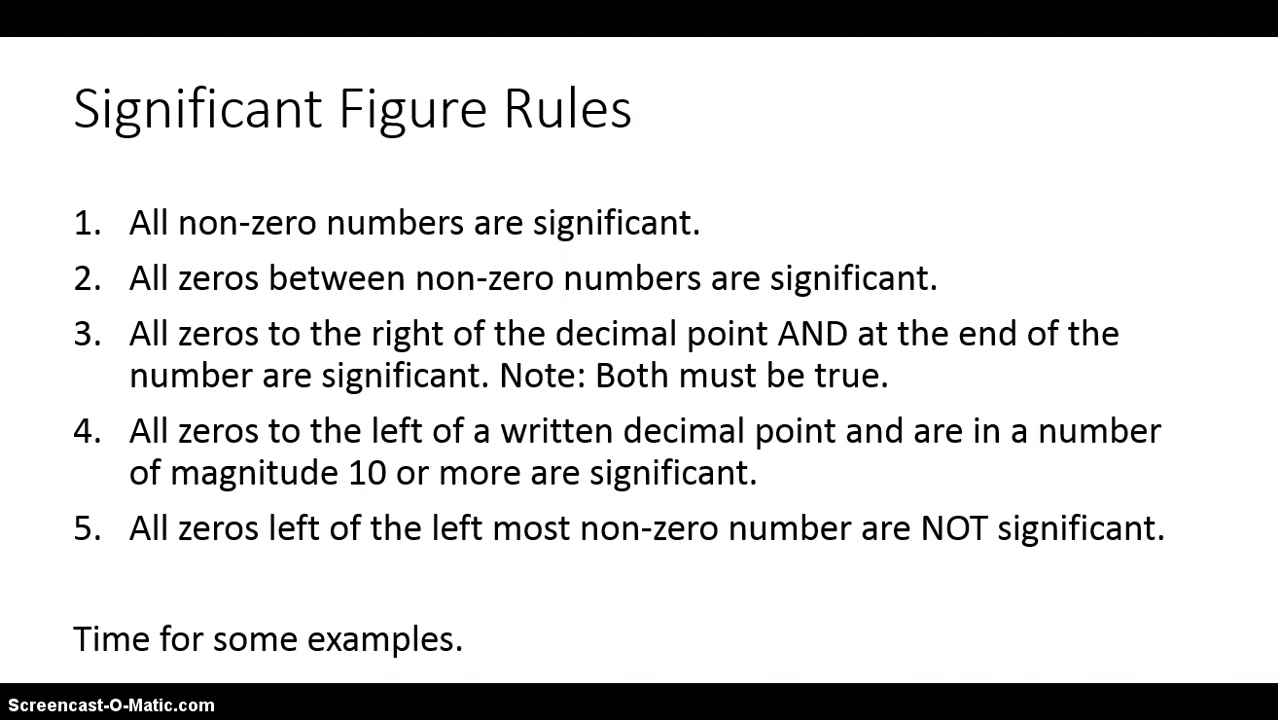 Significant Figure Rules
1. All non-zero numbers are significant.
2. All zeros between non-zero numbers are significant.
3. All zeros to the right of the decimal point AND at the end of the
number are significant. Note: Both must be true.
4. All zeros to the left of a written decimal point and are in a number
of magnitude 10 or more are significant.
5. All zeros left of the left most non-zero number are NOT significant.
Time for some examples.
Screencast-O-Matic.com